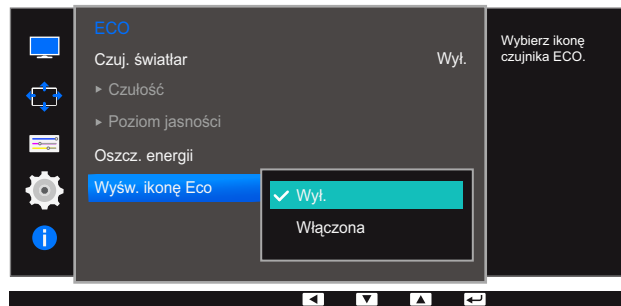 ECO
Czuj. światłar
Wył.
▸ Czułość
▸ Poziom jasności
Oszcz. energii
Wyśw. ikonę Eco
Wył.
Włączona
Wybierz ikonę
czujnika ECO.